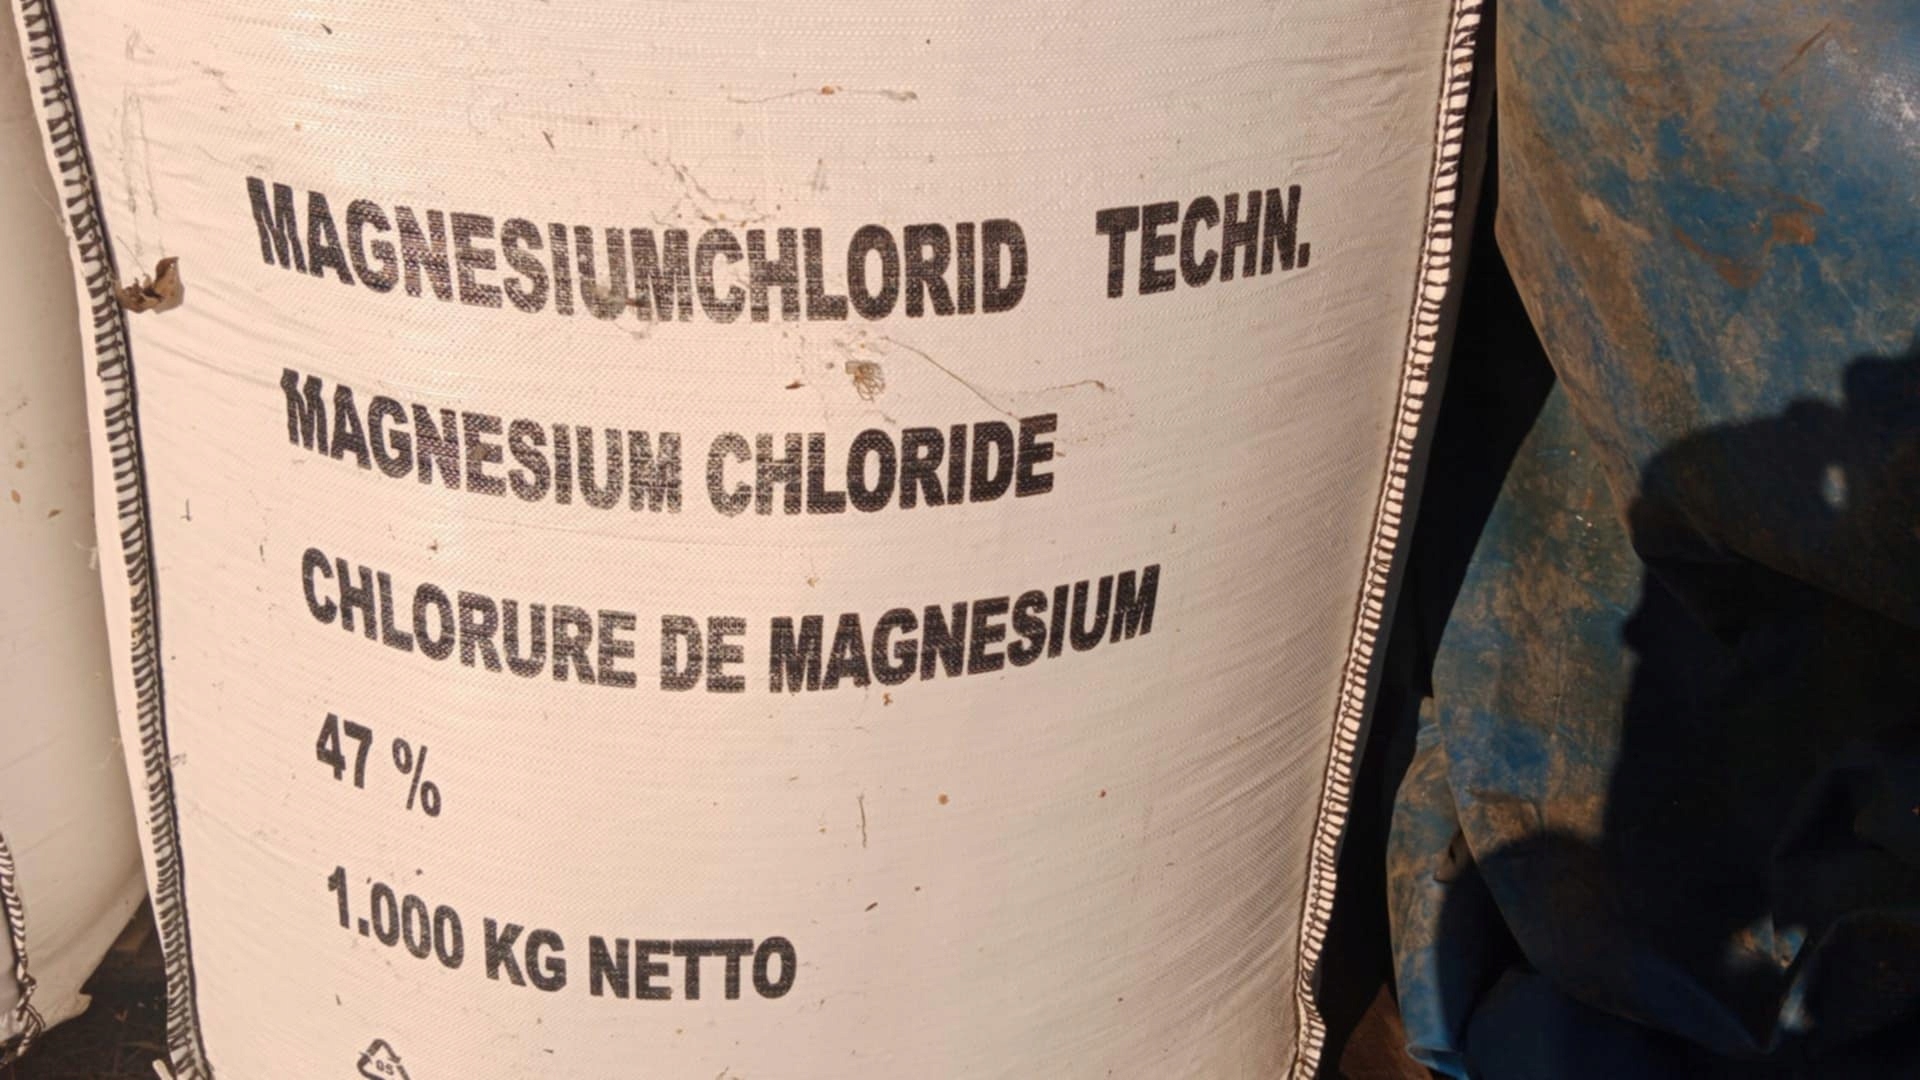 MAGNESIUMCHLORID TECHN.
MAGNESIUM CHLORIDE
CHLORURE DE MAGNESIUM
47 %
1.000 KG NETTO